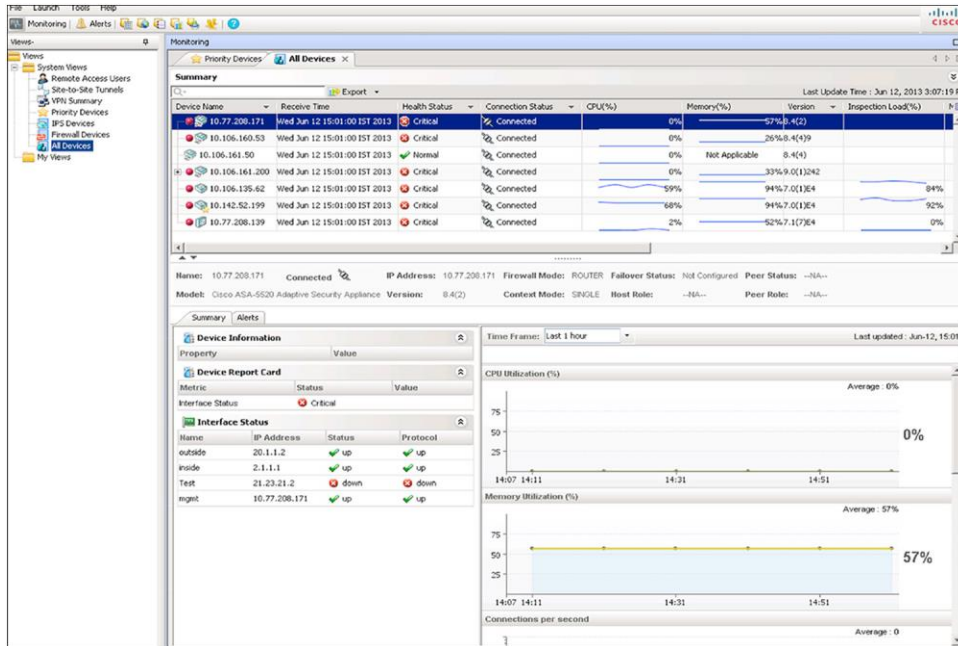 File Launch Tools Help
CISCO
Monitoring Alerts
Views-
Views
System Views
Remote Access Users
Site-to-Site Tunnels
VPN Summary
Priority Devices
IPS Devices
Firewall Devices
All Devices
My Views
Monitoring
Priority Devices All Devices
Summary
Export Last Update Time : Jun 12, 2013 3:07:19
Device Name Receive Time Health Status Connection Status CPU(%) Memory(%) Version Inspection Load(%)
10.77.208.171 Wed Jun 12 15:01:00 IST 2013 Critical Connected 0% 57% 8.4(2)
10.106.160.53 Wed Jun 12 15:01:00 IST 2013 Critical Connected 0% 26% 8.4(4)9
10.106.161.50 Wed Jun 12 15:01:00 IST 2013 Normal Connected 0% Not Applicable 8.4(4)
10.106.161.200 Wed Jun 12 15:01:00 IST 2013 Critical Connected 0% 33% 9.0(1)242
10.106.135.62 Wed Jun 12 15:01:00 IST 2013 Critical Connected 59% 94% 7.0(1)E4 84%
10.142.52.199 Wed Jun 12 15:01:00 IST 2013 Critical Connected 68% 94% 7.0(1)E4 92%
10.77.208.139 Wed Jun 12 15:01:00 IST 2013 Critical Connected 2% 52% 7.1(7)E4 0%
Name: 10.77.208.171 Connected IP Address: 10.77.208.171 Firewall Mode: ROUTER Failover Status: Not Configured Peer Status: --NA--
Model: Cisco ASA-5520 Adaptive Security Appliance Version: 8.4(2) Context Mode: SINGLE Host Role: --NA-- Peer Role: --NA--
Summary Alerts
Device Information
Property Value
Device Report Card
Metric Status Value
Interface Status Critical
Interface Status
Name IP Address Status Protocol
outside 20.1.1.2 up up
inside 2.1.1.1 up up
Test 21.23.21.2 down down
mgmt 10.77.208.171 up up
Time Frame: Last 1 hour Last updated : Jun-12, 15:01
CPU Utilization (%)
Average : 0%
75
50
25
0%
14:07 14:11 14:31 14:51
Memory Utilization (%)
Average : 57%
75
50
25
57%
14:07 14:11 14:31 14:51
Connections per second
Average : 0